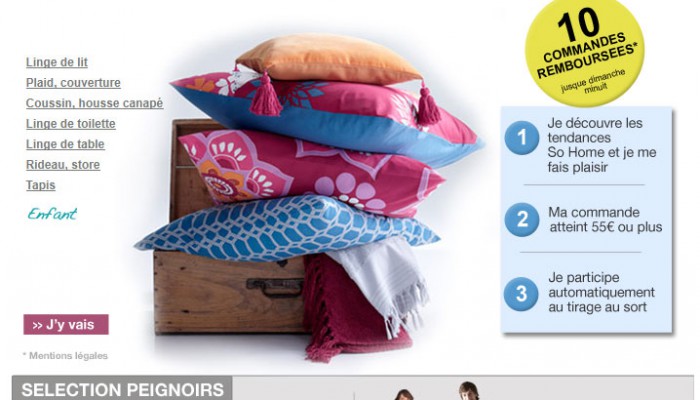 Linge de lit
Plaid, couverture
Coussin, housse canapé
Linge de toilette
Linge de table
Rideau, store
Tapis
Enfant
>> J'y vais
* Mentions légales
10
COMMANDES
REMBOURSEES*
jusque dimanche
minuit
1 Je découvre les
tendances
So Home et je me
fais plaisir
2 Ma commande
atteint 55€ ou plus
3 Je participe
automatiquement
au tirage au sort
SELECTION PEIGNOIRS